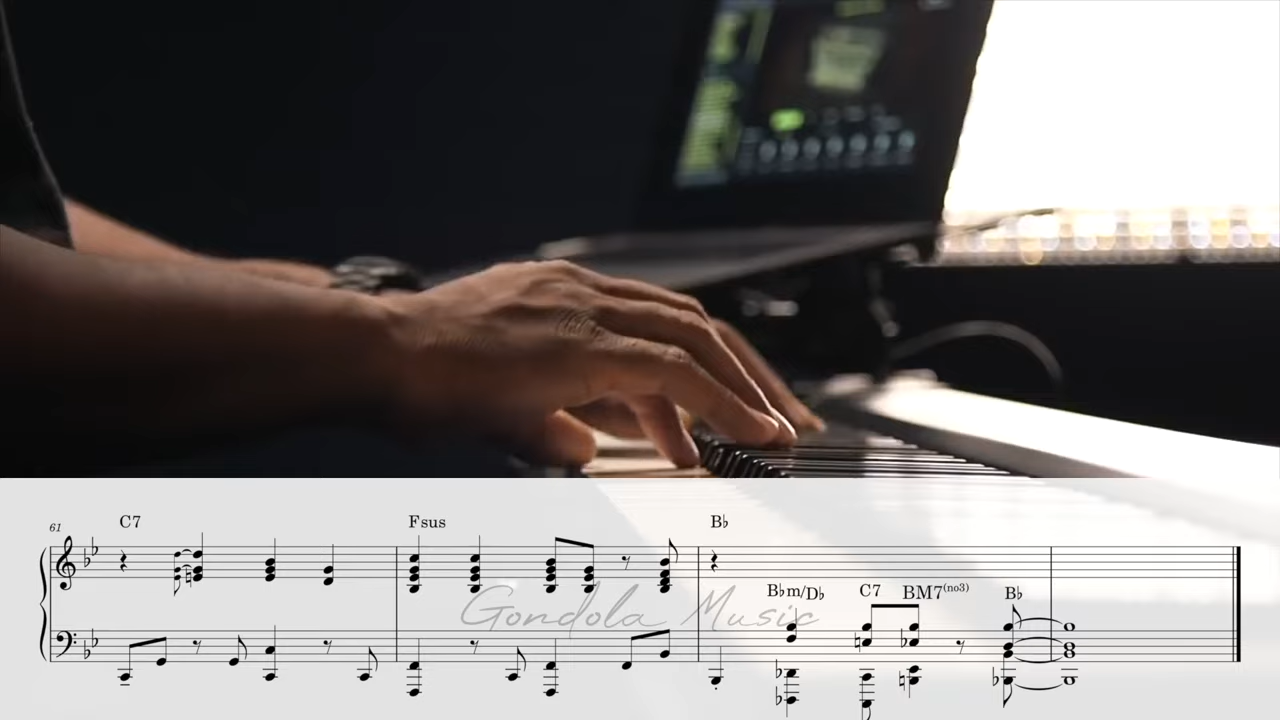 61
C7 Fsus B♭
B♭m/D♭ C7 BM7(no3) B♭
Gondola Music